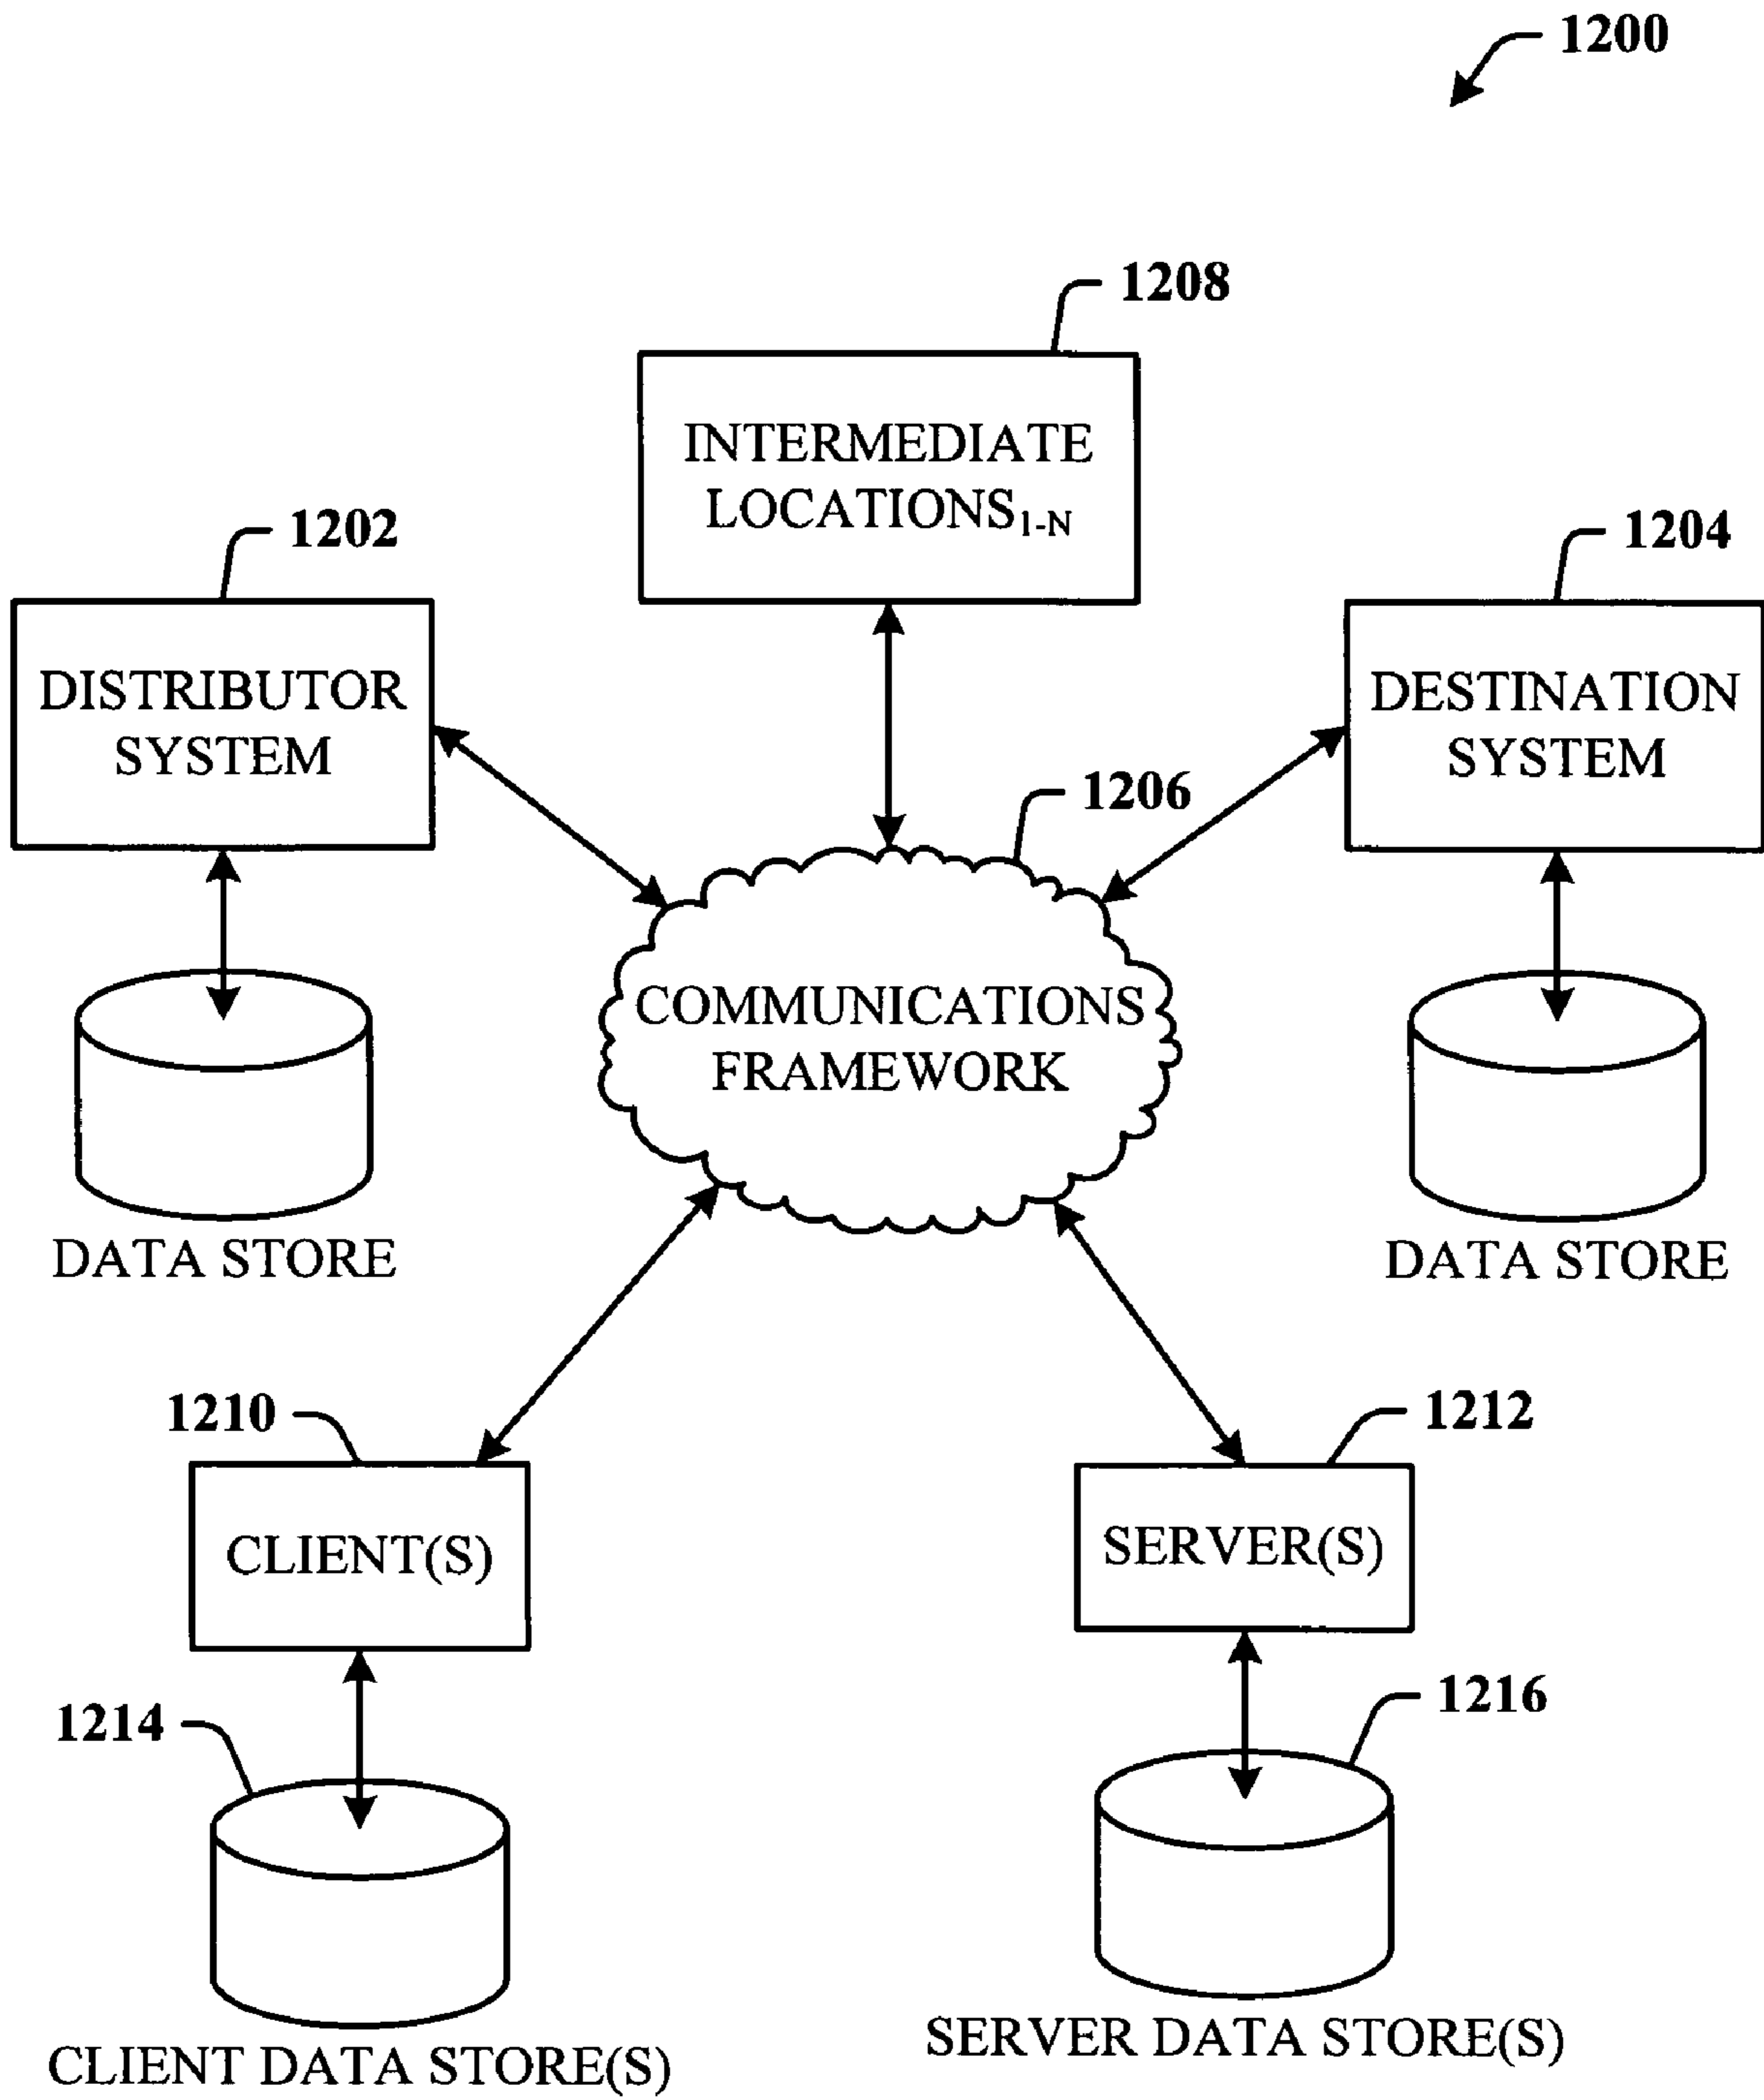 1200
1208
INTERMEDIATE
LOCATIONS1-N
1202
1204
DISTRIBUTOR
SYSTEM
DESTINATION
SYSTEM
1206
COMMUNICATIONS
FRAMEWORK
DATA STORE
DATA STORE
1210
1212
CLIENT(S)
SERVER(S)
1214
1216
CLIENT DATA STORE(S)
SERVER DATA STORE(S)